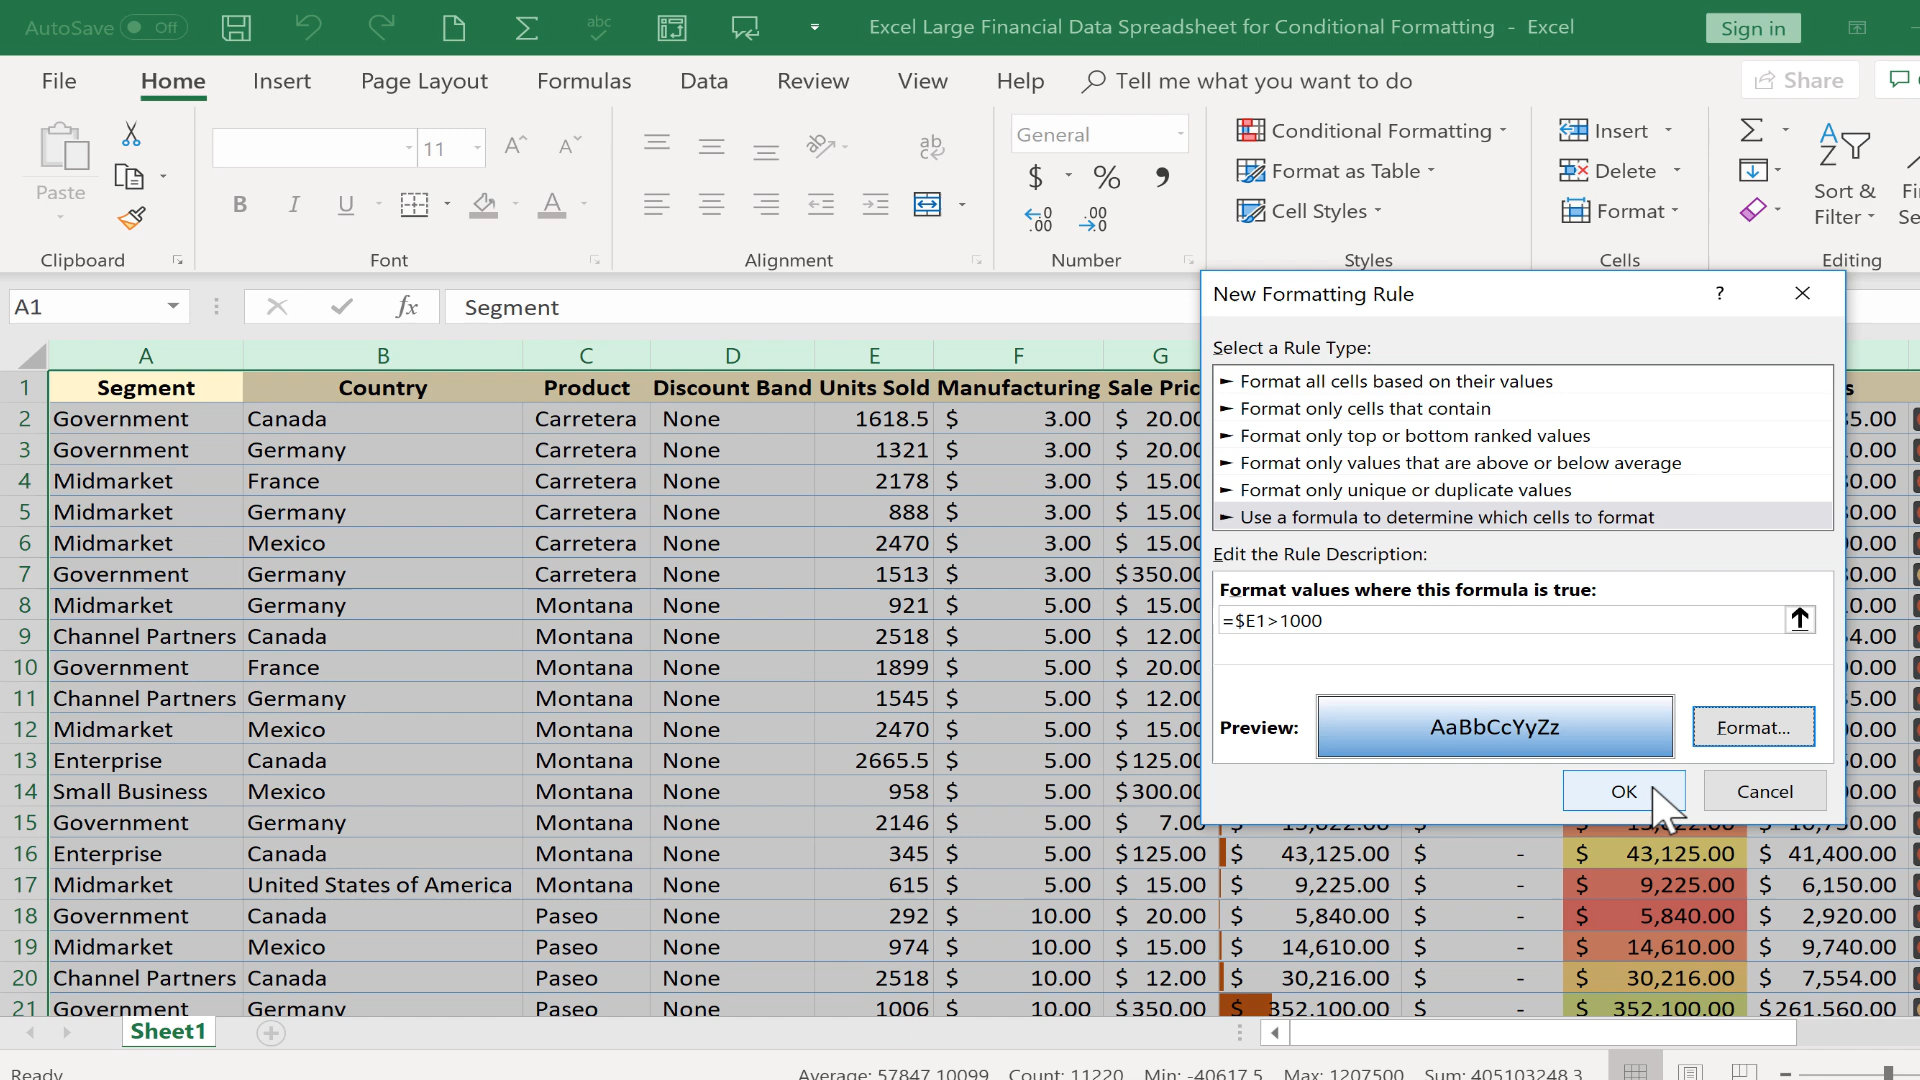 AutoSave Off Excel Large Financial Data Spreadsheet for Conditional Formatting - Excel Sign in
File Home Insert Page Layout Formulas Data Review View Help Tell me what you want to do Share
Paste 11 General Conditional Formatting Insert
$ % Format as Table Delete
Cell Styles Format Sort & Filter
Clipboard Font Alignment Number Styles Cells Editing
A1 fx Segment
A B C D E F G
1 Segment Country Product Discount Band Units Sold Manufacturing Sale Pric
2 Government Canada Carretera None 1618.5 $ 3.00 $ 20.00
3 Government Germany Carretera None 1321 $ 3.00 $ 20.00
4 Midmarket France Carretera None 2178 $ 3.00 $ 15.00
5 Midmarket Germany Carretera None 888 $ 3.00 $ 15.00
6 Midmarket Mexico Carretera None 2470 $ 3.00 $ 15.00
7 Government Germany Carretera None 1513 $ 3.00 $350.00
8 Midmarket Germany Montana None 921 $ 5.00 $ 15.00
9 Channel Partners Canada Montana None 2518 $ 5.00 $ 12.00
10 Government France Montana None 1899 $ 5.00 $ 20.00
11 Channel Partners Germany Montana None 1545 $ 5.00 $ 12.00
12 Midmarket Mexico Montana None 2470 $ 5.00 $ 15.00
13 Enterprise Canada Montana None 2665.5 $ 5.00 $125.00
14 Small Business Mexico Montana None 958 $ 5.00 $300.00
15 Government Germany Montana None 2146 $ 5.00 $ 7.00
16 Enterprise Canada Montana None 345 $ 5.00 $125.00 $ 43,125.00 $ - $ 43,125.00 $ 41,400.00
17 Midmarket United States of America Montana None 615 $ 5.00 $ 15.00 $ 9,225.00 $ - $ 9,225.00 $ 6,150.00
18 Government Canada Paseo None 292 $ 10.00 $ 20.00 $ 5,840.00 $ - $ 5,840.00 $ 2,920.00
19 Midmarket Mexico Paseo None 974 $ 10.00 $ 15.00 $ 14,610.00 $ - $ 14,610.00 $ 9,740.00
20 Channel Partners Canada Paseo None 2518 $ 10.00 $ 12.00 $ 30,216.00 $ - $ 30,216.00 $ 7,554.00
21 Government Germany Paseo None 1006 $ 10.00 $350.00 $ 352,100.00 $ - $ 352,100.00 $261,560.00
New Formatting Rule ?
Select a Rule Type:
► Format all cells based on their values
► Format only cells that contain
► Format only top or bottom ranked values
► Format only values that are above or below average
► Format only unique or duplicate values
► Use a formula to determine which cells to format
Edit the Rule Description:
Format values where this formula is true:
=$E1>1000
Preview: AaBbCcYyZz Format...
OK Cancel
Sheet1
Ready Average: 57847.10099 Count: 11220 Min: -40617.5 Max: 1207500 Sum: 405103248.3